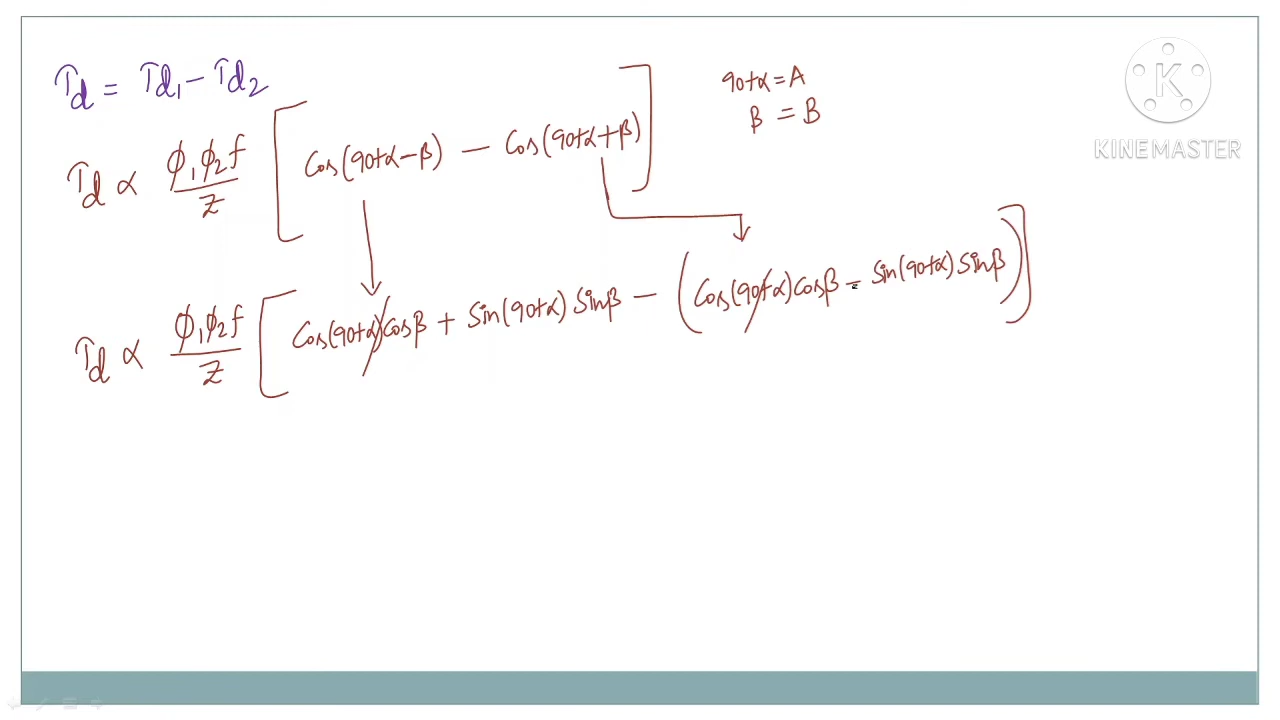 Td = Td1 - Td2
90+α = A
β = B
Td ∝ ϕ1ϕ2f/Z [Cos(90+α-β) - Cos(90+α+β)]
Td ∝ ϕ1ϕ2f/Z [Cos(90+α)Cosβ + Sin(90+α)Sinβ - (Cos(90+α)Cosβ - Sin(90+α)Sinβ)]
K
KINEMASTER